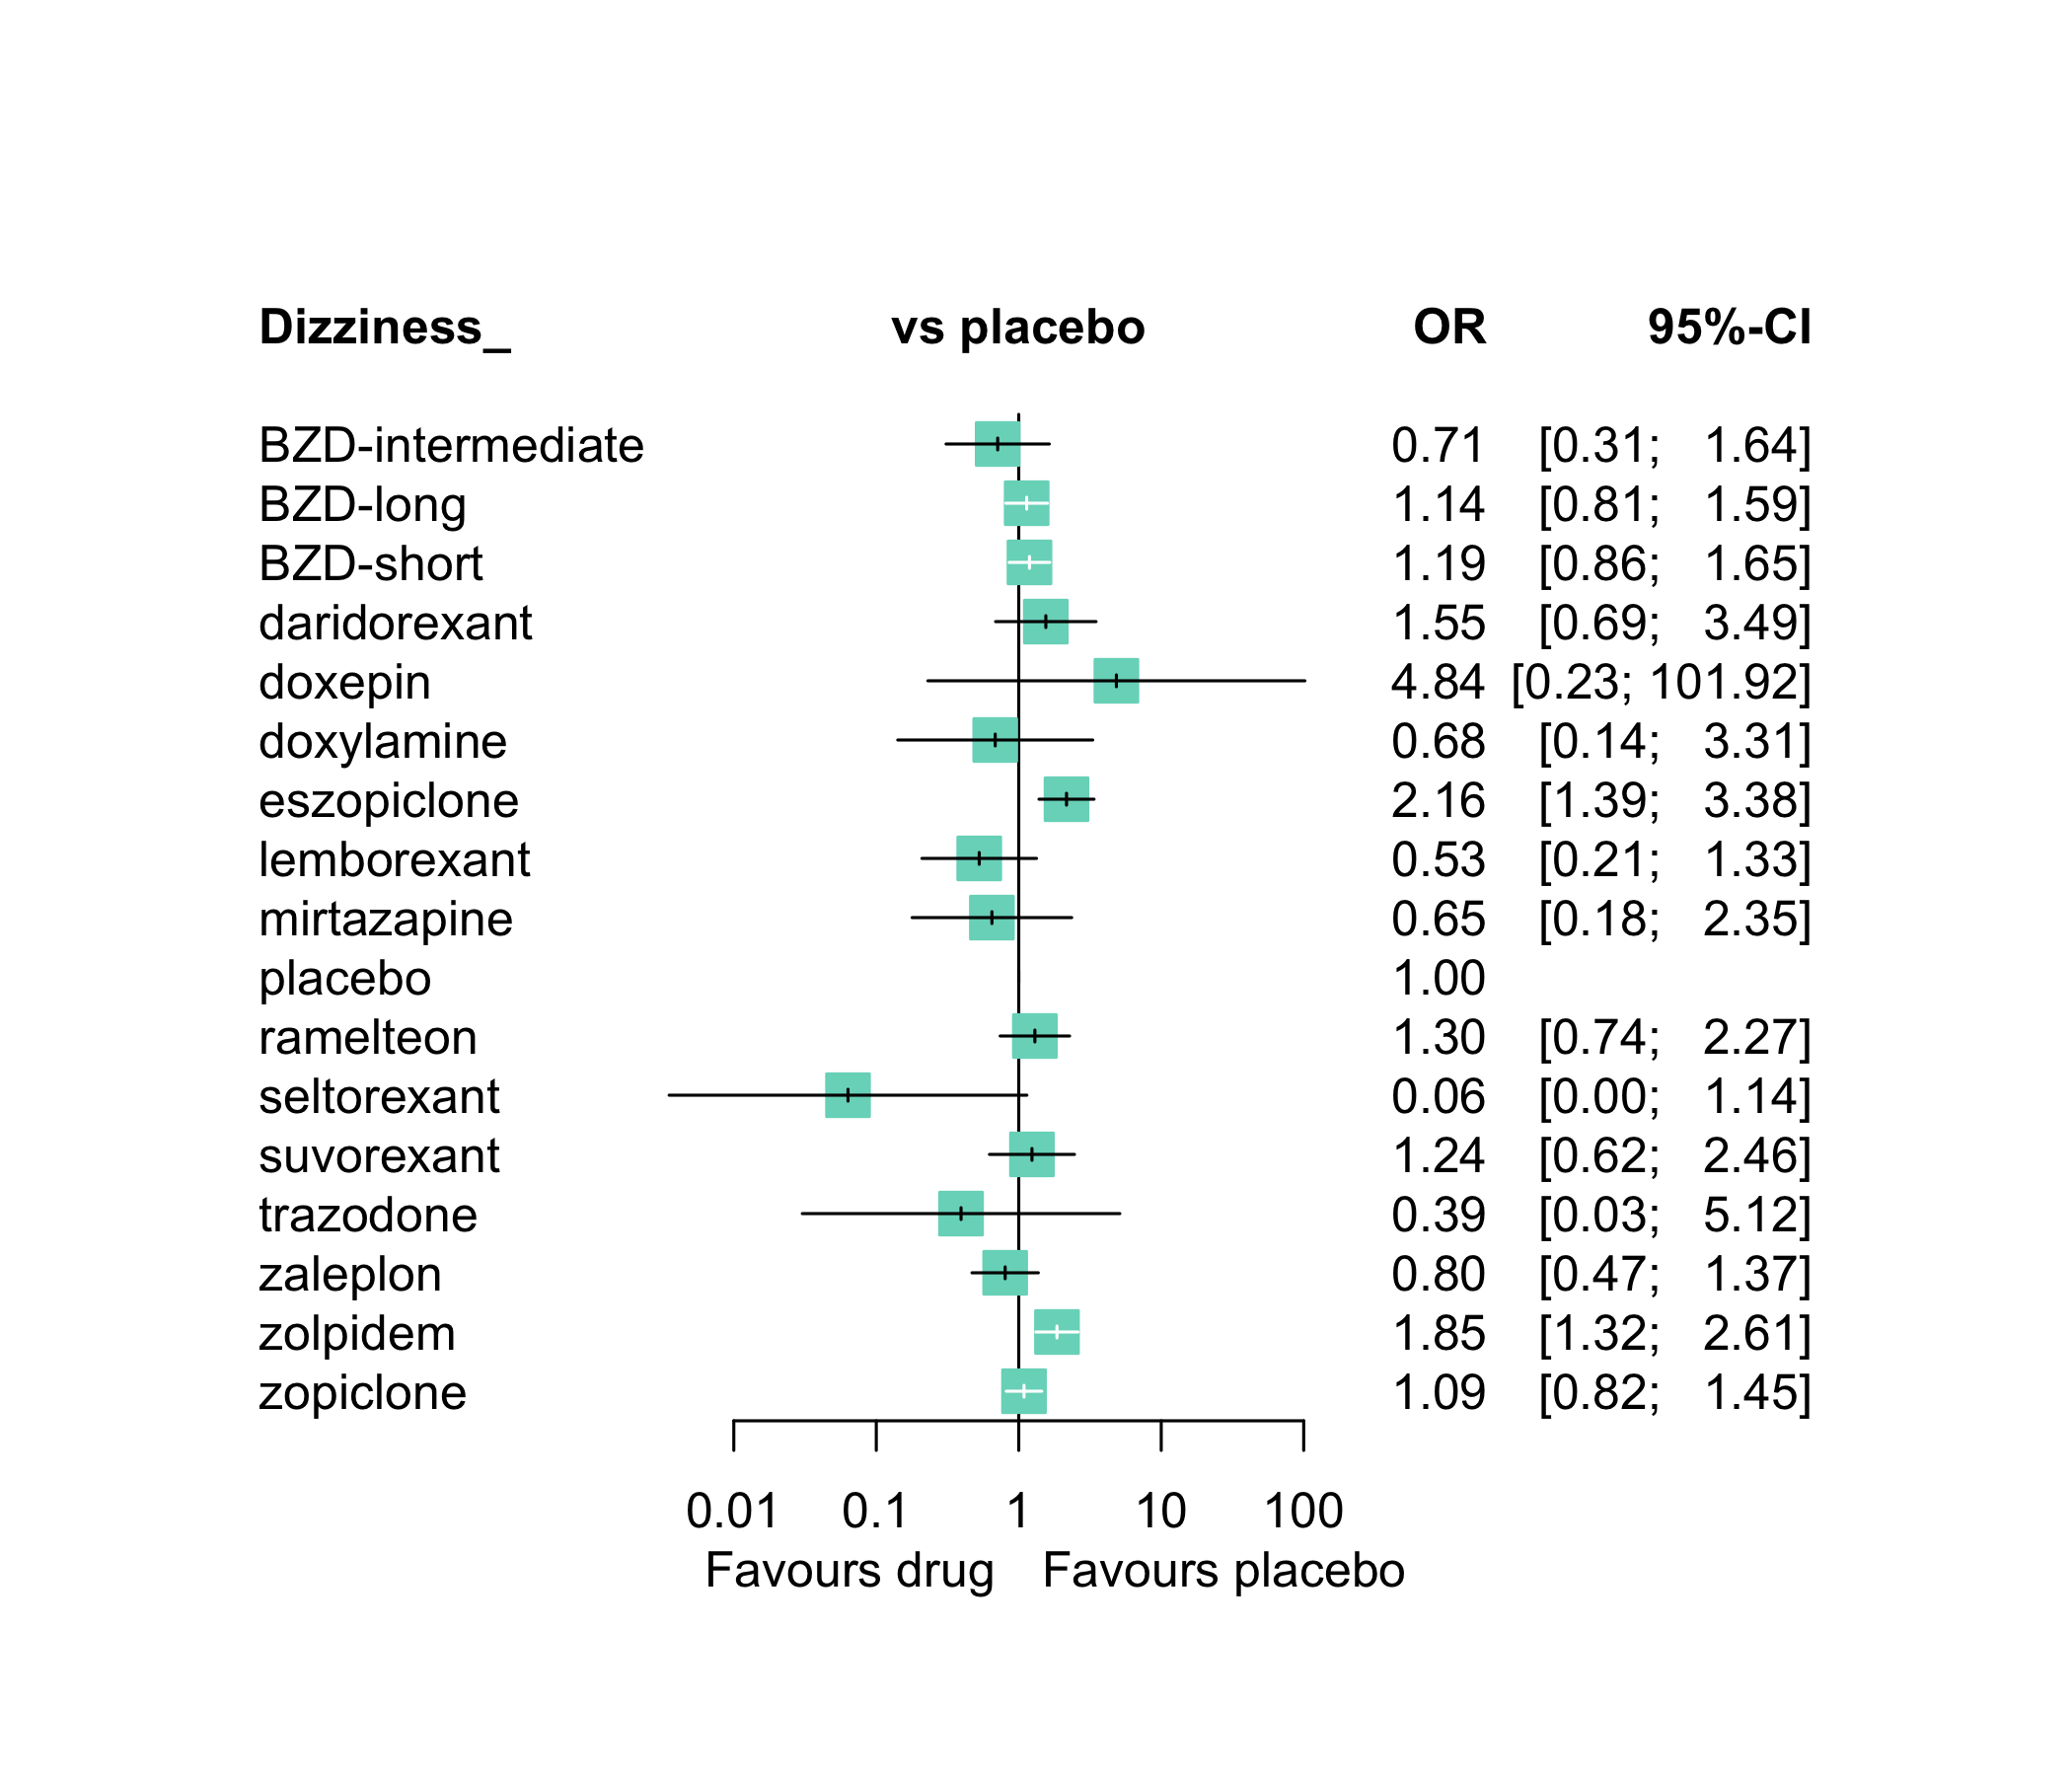 Dizziness_ vs placebo OR 95%-CI
BZD-intermediate 0.71 [0.31; 1.64]
BZD-long 1.14 [0.81; 1.59]
BZD-short 1.19 [0.86; 1.65]
daridorexant 1.55 [0.69; 3.49]
doxepin 4.84 [0.23; 101.92]
doxylamine 0.68 [0.14; 3.31]
eszopiclone 2.16 [1.39; 3.38]
lemborexant 0.53 [0.21; 1.33]
mirtazapine 0.65 [0.18; 2.35]
placebo 1.00
ramelteon 1.30 [0.74; 2.27]
seltorexant 0.06 [0.00; 1.14]
suvorexant 1.24 [0.62; 2.46]
trazodone 0.39 [0.03; 5.12]
zaleplon 0.80 [0.47; 1.37]
zolpidem 1.85 [1.32; 2.61]
zopiclone 1.09 [0.82; 1.45]
0.01 0.1 1 10 100
Favours drug Favours placebo